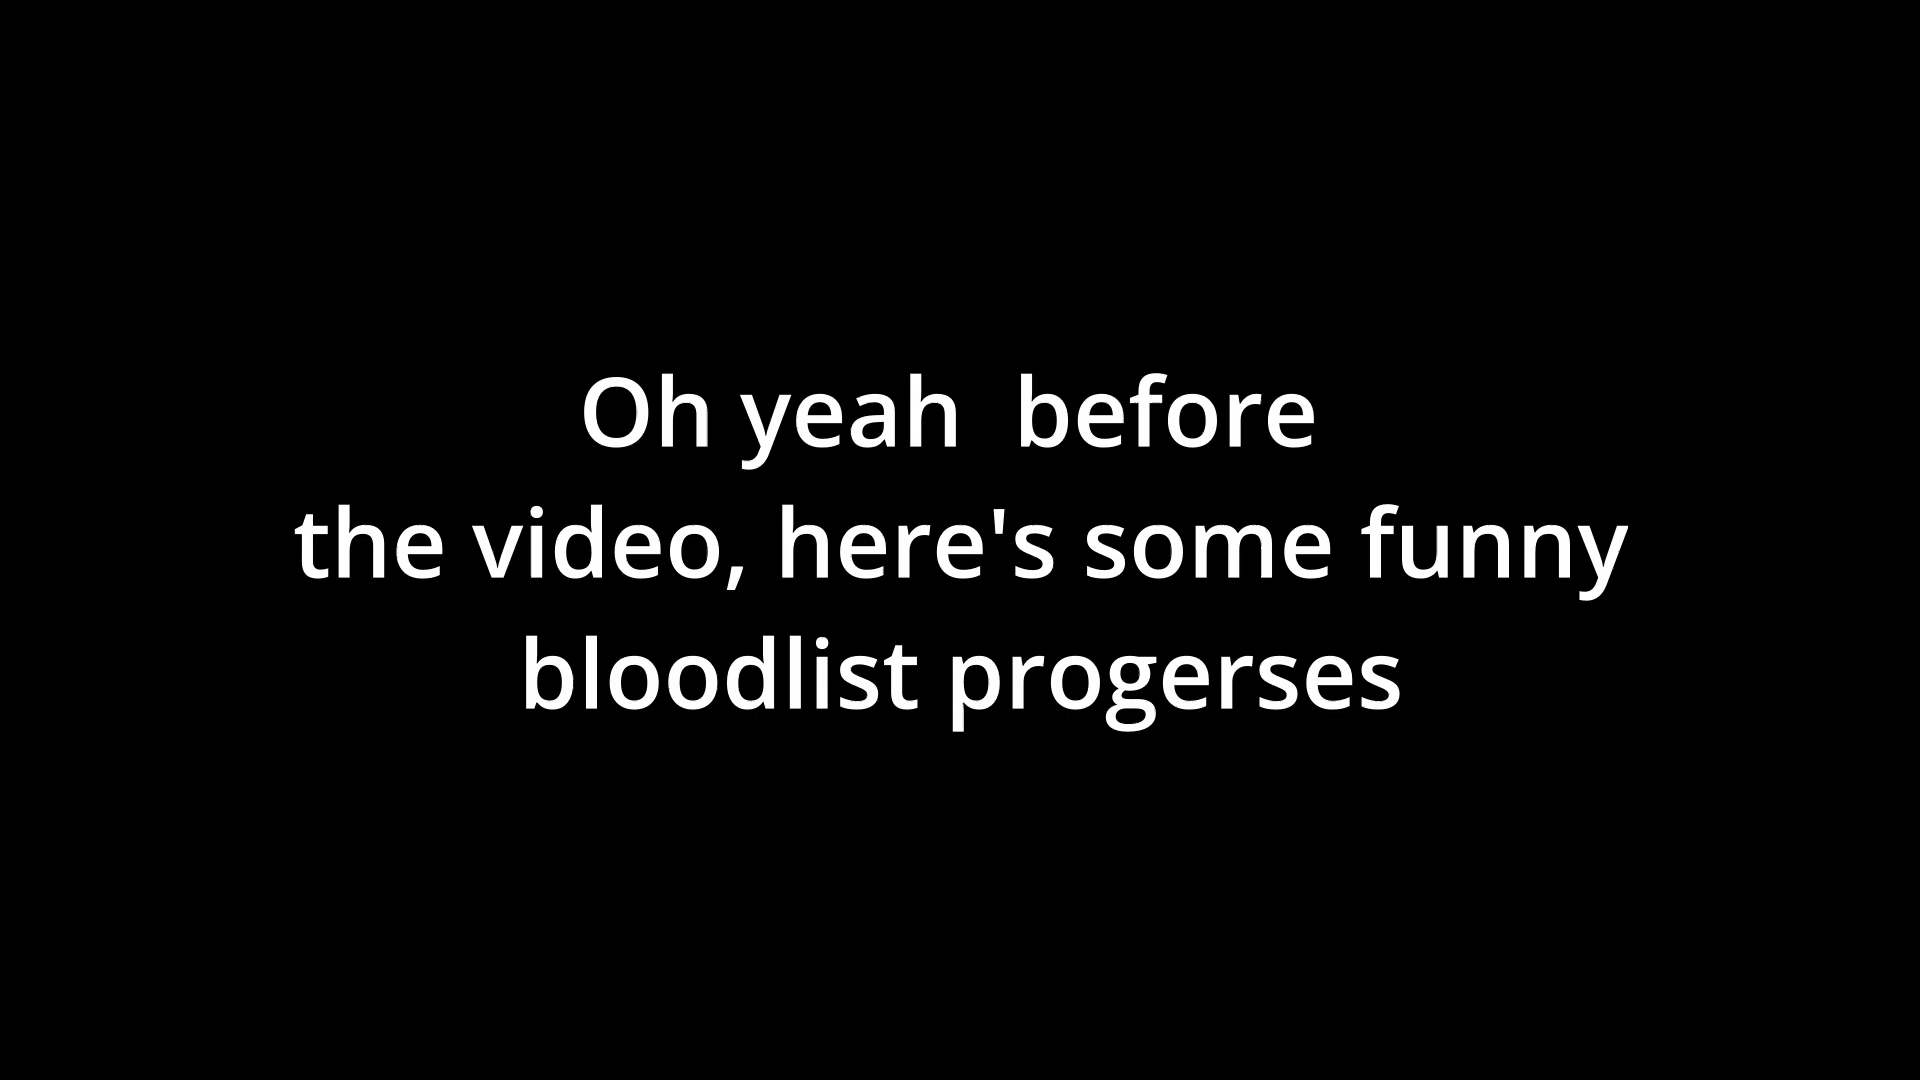 Oh yeah  before
the video, here's some funny
bloodlist progerses